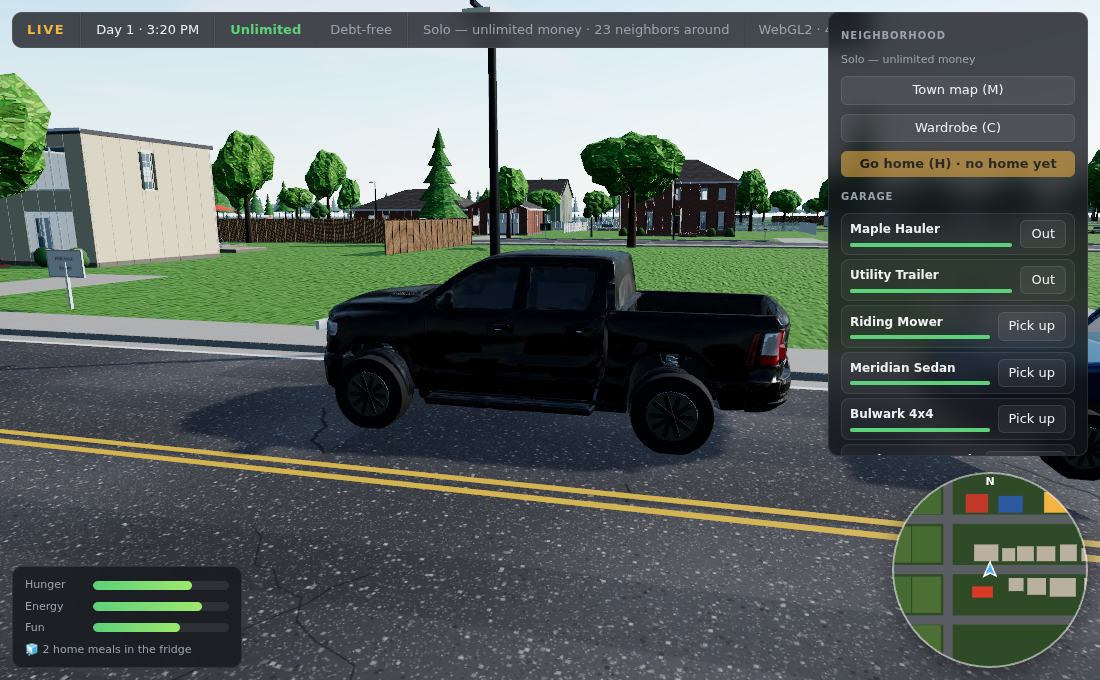 LIVE
Day 1 · 3:20 PM
Unlimited
Debt-free
Solo — unlimited money · 23 neighbors around
WebGL2 ·
NEIGHBORHOOD
Solo — unlimited money
Town map (M)
Wardrobe (C)
Go home (H) · no home yet
GARAGE
Maple Hauler
Out
Utility Trailer
Out
Riding Mower
Pick up
Meridian Sedan
Pick up
Bulwark 4x4
Pick up
N
Hunger
Energy
Fun
🧊 2 home meals in the fridge